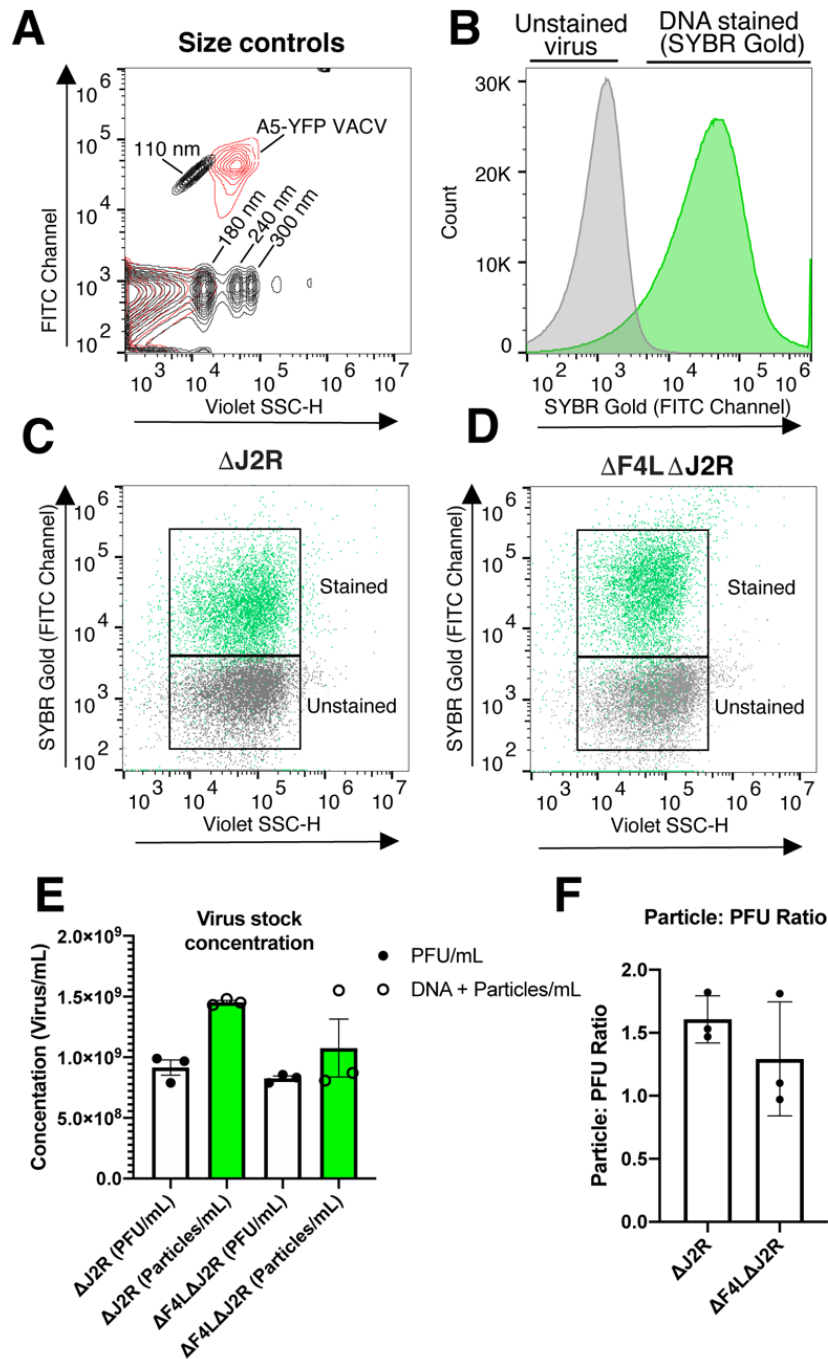 A
Size controls
FITC Channel
10^6
10^5
10^4
10^3
10^2
110 nm
A5-YFP VACV
180 nm
240 nm
300 nm
10^3 10^4 10^5 10^6 10^7
Violet SSC-H
B
Unstained
virus
DNA stained
(SYBR Gold)
Count
30K
20K
10K
0
10^2 10^3 10^4 10^5 10^6
SYBR Gold (FITC Channel)
C
ΔJ2R
SYBR Gold (FITC Channel)
10^6
10^5
10^4
10^3
10^2
Stained
Unstained
10^3 10^4 10^5 10^6 10^7
Violet SSC-H
D
ΔF4LΔJ2R
SYBR Gold (FITC Channel)
10^6
10^5
10^4
10^3
10^2
Stained
Unstained
10^3 10^4 10^5 10^6 10^7
Violet SSC-H
E
Virus stock
concentration
Concentation (Virus/mL)
2.0×10^9
1.5×10^9
1.0×10^9
5.0×10^8
0.0
PFU/mL
DNA + Particles/mL
ΔJ2R (PFU/mL)
ΔJ2R (Particles/mL)
ΔF4LΔJ2R (PFU/mL)
ΔF4LΔJ2R (Particles/mL)
F
Particle: PFU Ratio
Particle: PFU Ratio
2.0
1.5
1.0
0.5
0.0
ΔJ2R
ΔF4LΔJ2R